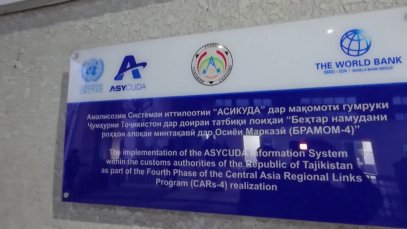 ASYCUDA
THE WORLD BANK
IBRD • IDA | WORLD BANK GROUP
Амалисозии Системаи иттилоотии "АСИКУДА" дар мақомоти гумруки
Ҷумҳурии Тоҷикистон дар доираи татбиқи лоиҳаи "Беҳтар намудани
роҳҳои алоқаи минтақавӣ дар Осиёи Марказӣ (БРАМОМ-4)"
The implementation of the ASYCUDA Information System
within the customs authorities of the Republic of Tajikistan
as part of the Fourth Phase of the Central Asia Regional Links
Program (CARs-4) realization